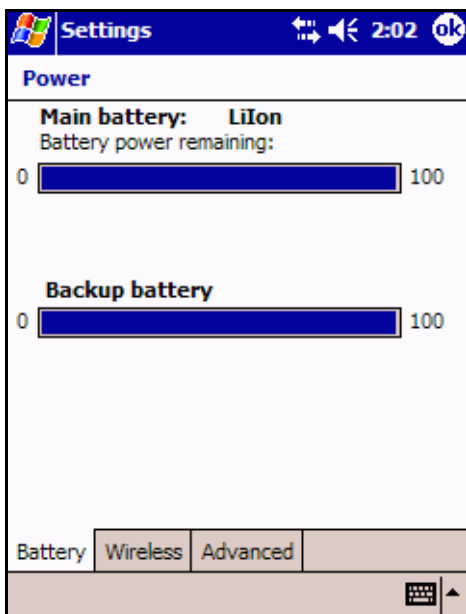 Settings 2:02 ok
Power
Main battery: LiIon
Battery power remaining:
0 100
Backup battery
0 100
Battery Wireless Advanced